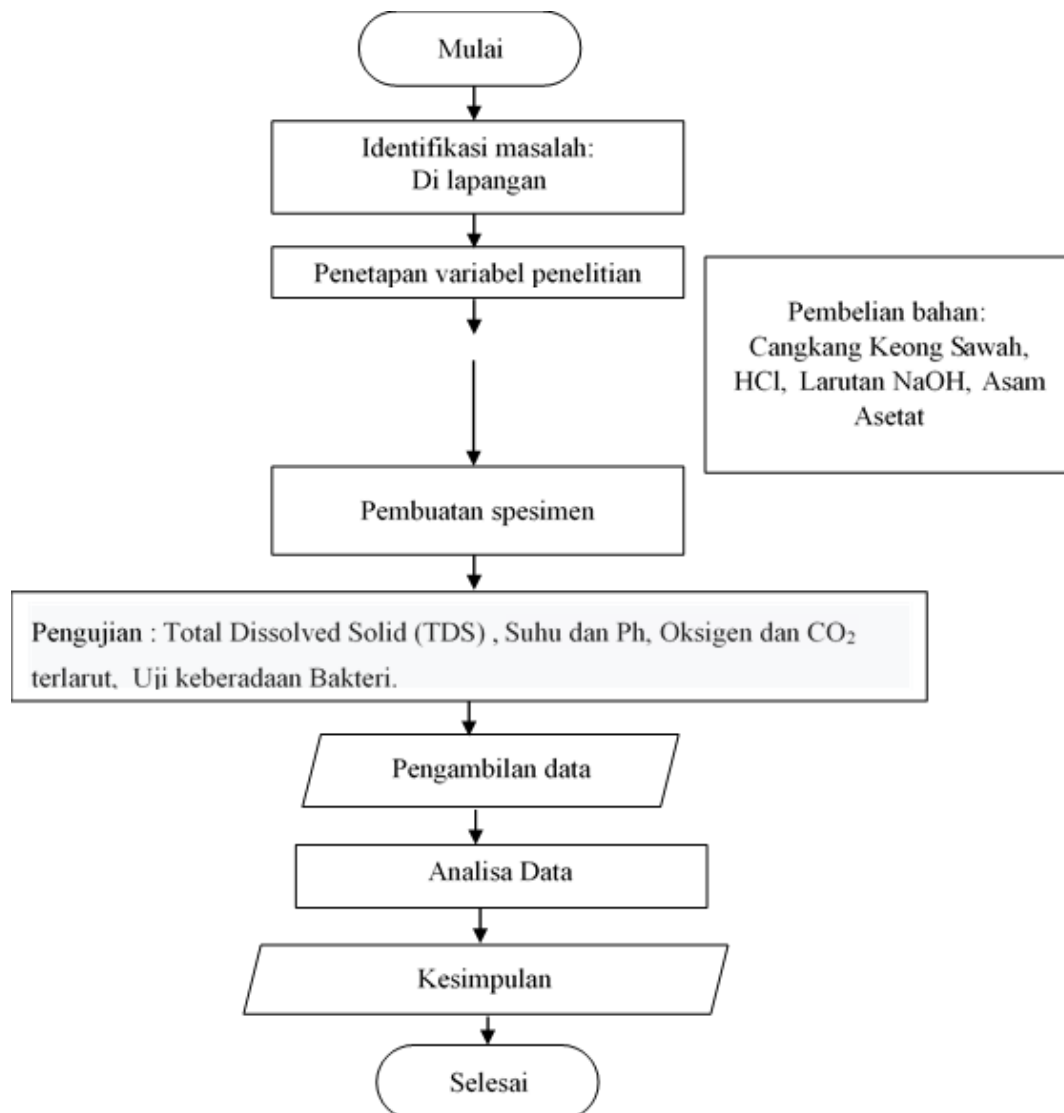 Mulai
Identifikasi masalah:
Di lapangan
Penetapan variabel penelitian
Pembelian bahan:
Cangkang Keong Sawah,
HCl, Larutan NaOH, Asam
Asetat
Pembuatan spesimen
Pengujian : Total Dissolved Solid (TDS) , Suhu dan Ph, Oksigen dan CO₂
terlarut, Uji keberadaan Bakteri.
Pengambilan data
Analisa Data
Kesimpulan
Selesai